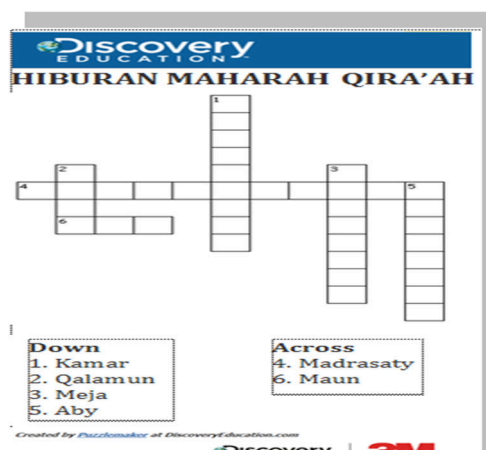 Discovery
EDUCATION™
HIBURAN MAHARAH QIRA’AH
1
2
3
4
5
6
Down
1. Kamar
2. Qalamun
3. Meja
5. Aby
Across
4. Madrasaty
6. Maun
Created by Puzzlemaker at DiscoveryEducation.com
Discovery
3M